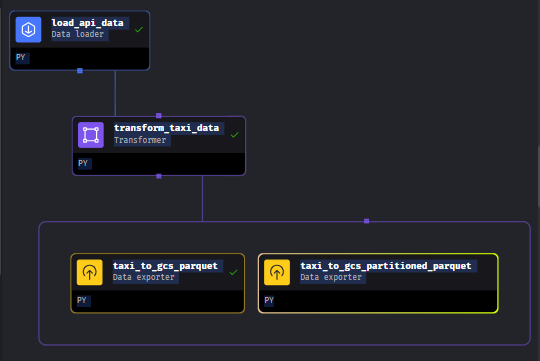 load_api_data
Data loader
PY
transform_taxi_data
Transformer
PY
taxi_to_gcs_parquet
Data exporter
PY
taxi_to_gcs_partitioned_parquet
Data exporter
PY